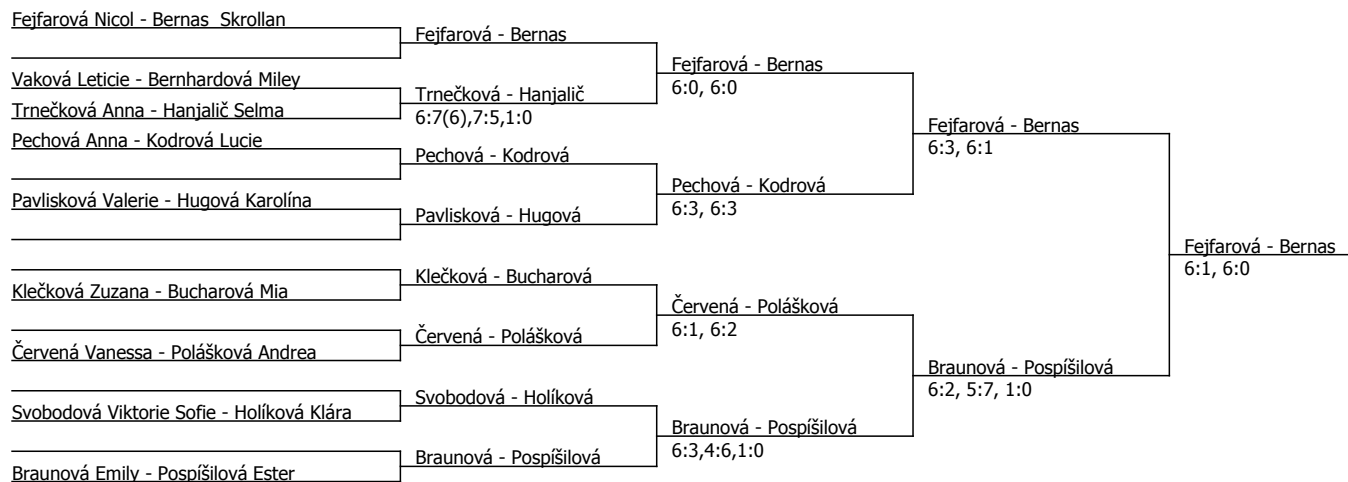 Fejfarová Nicol - Bernas  Skrollan
Vaková Leticie - Bernhardová Miley
Trnečková Anna - Hanjalič Selma
Pechová Anna - Kodrová Lucie
Pavlisková Valerie - Hugová Karolína
Klečková Zuzana - Bucharová Mia
Červená Vanessa - Polášková Andrea
Svobodová Viktorie Sofie - Holíková Klára
Braunová Emily - Pospíšilová Ester
Fejfarová - Bernas
Trnečková - Hanjalič
6:7(6),7:5,1:0
Pechová - Kodrová
Pavlisková - Hugová
Klečková - Bucharová
Červená - Polášková
Svobodová - Holíková
Braunová - Pospíšilová
Fejfarová - Bernas
6:0, 6:0
Pechová - Kodrová
6:3, 6:3
Červená - Polášková
6:1, 6:2
Braunová - Pospíšilová
6:3,4:6,1:0
Fejfarová - Bernas
6:3, 6:1
Braunová - Pospíšilová
6:2, 5:7, 1:0
Fejfarová - Bernas
6:1, 6:0